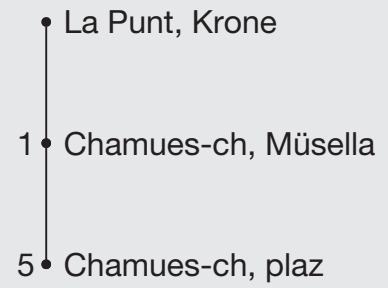 La Punt, Krone
1 Chamues-ch, Müsella
5 Chamues-ch, plaz